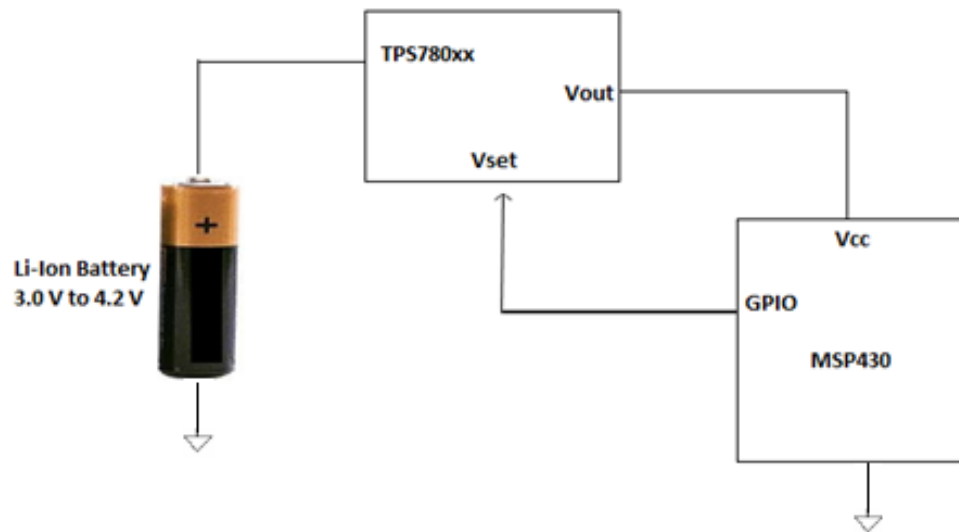 TPS780xx
Vout
Vset
+
Li-Ion Battery
3.0 V to 4.2 V
Vcc
GPIO
MSP430